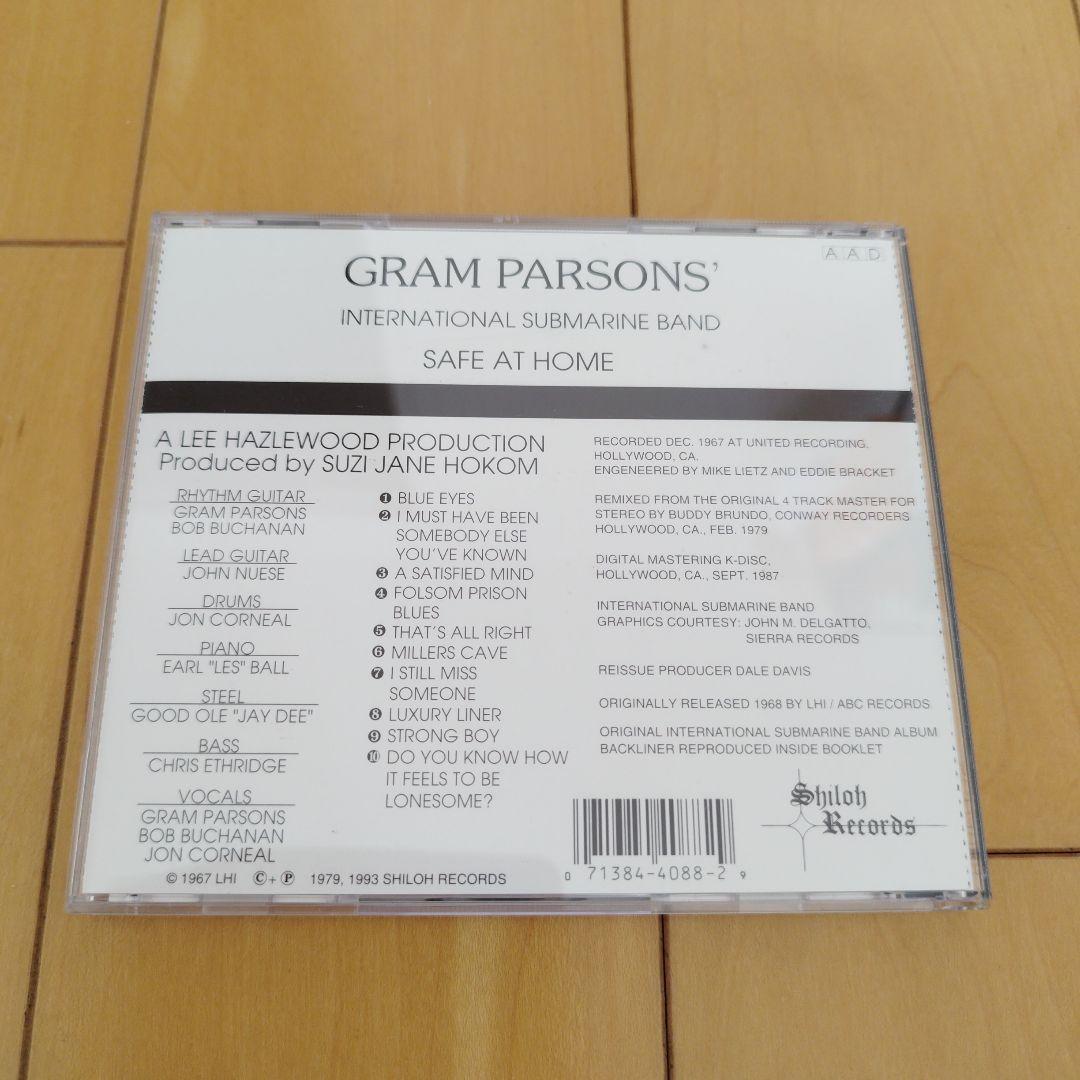 AAD
GRAM PARSONS'
INTERNATIONAL SUBMARINE BAND
SAFE AT HOME
A LEE HAZLEWOOD PRODUCTION
Produced by SUZI JANE HOKOM
RHYTHM GUITAR
GRAM PARSONS
BOB BUCHANAN
LEAD GUITAR
JOHN NUESE
DRUMS
JON CORNEAL
PIANO
EARL "LES" BALL
STEEL
GOOD OLE "JAY DEE"
BASS
CHRIS ETHRIDGE
VOCALS
GRAM PARSONS
BOB BUCHANAN
JON CORNEAL
❶ BLUE EYES
❷ I MUST HAVE BEEN
SOMEBODY ELSE
YOU'VE KNOWN
❸ A SATISFIED MIND
❹ FOLSOM PRISON
BLUES
❺ THAT'S ALL RIGHT
❻ MILLERS CAVE
❼ I STILL MISS
SOMEONE
❽ LUXURY LINER
❾ STRONG BOY
❿ DO YOU KNOW HOW
IT FEELS TO BE
LONESOME?
RECORDED DEC. 1967 AT UNITED RECORDING,
HOLLYWOOD, CA.
ENGENEERED BY MIKE LIETZ AND EDDIE BRACKET
REMIXED FROM THE ORIGINAL 4 TRACK MASTER FOR
STEREO BY BUDDY BRUNDO, CONWAY RECORDERS
HOLLYWOOD, CA., FEB. 1979
DIGITAL MASTERING K-DISC,
HOLLYWOOD, CA., SEPT. 1987
INTERNATIONAL SUBMARINE BAND
GRAPHICS COURTESY: JOHN M. DELGATTO,
SIERRA RECORDS
REISSUE PRODUCER DALE DAVIS
ORIGINALLY RELEASED 1968 BY LHI / ABC RECORDS
ORIGINAL INTERNATIONAL SUBMARINE BAND ALBUM
BACKLINER REPRODUCED INSIDE BOOKLET
Shiloh
Records
0 71384-4088-2 9
© 1967 LHI ©+℗ 1979, 1993 SHILOH RECORDS